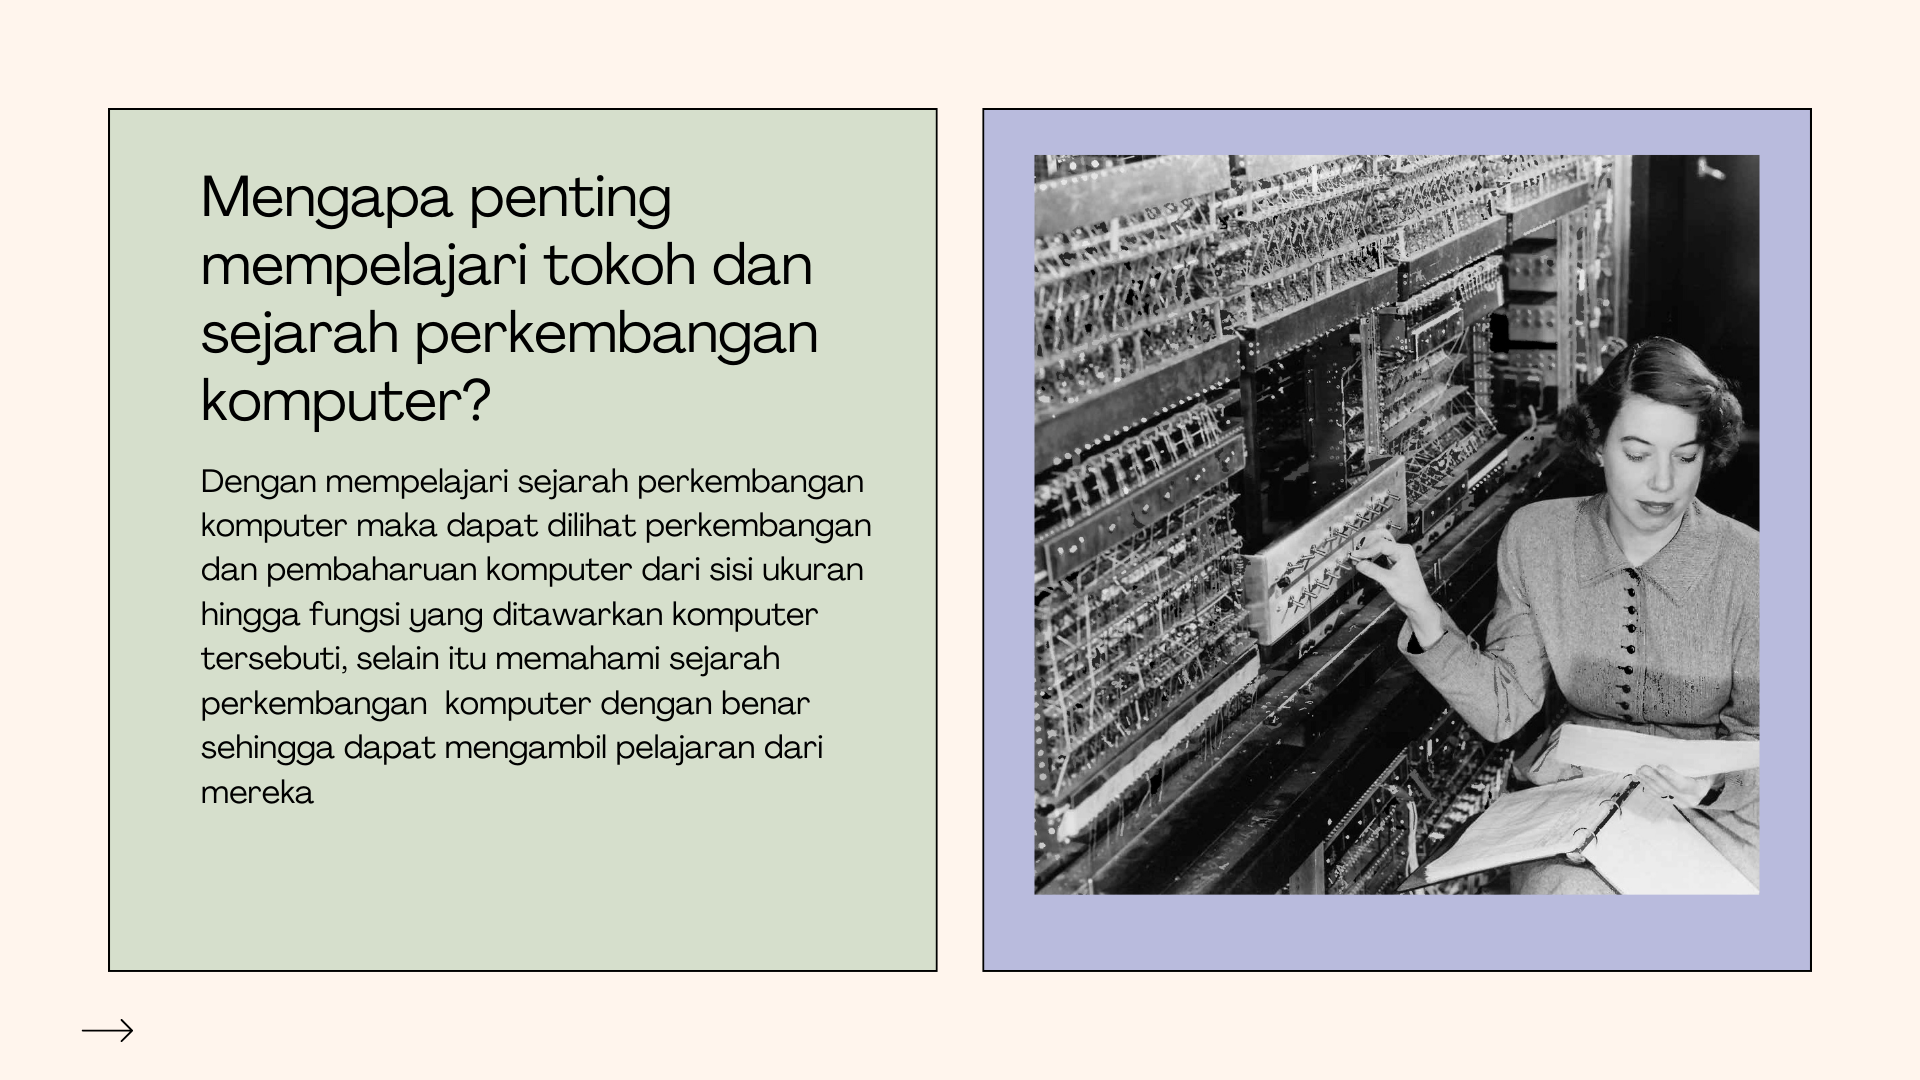 Mengapa penting
mempelajari tokoh dan
sejarah perkembangan
komputer?
Dengan mempelajari sejarah perkembangan
komputer maka dapat dilihat perkembangan
dan pembaharuan komputer dari sisi ukuran
hingga fungsi yang ditawarkan komputer
tersebuti, selain itu memahami sejarah
perkembangan  komputer dengan benar
sehingga dapat mengambil pelajaran dari
mereka